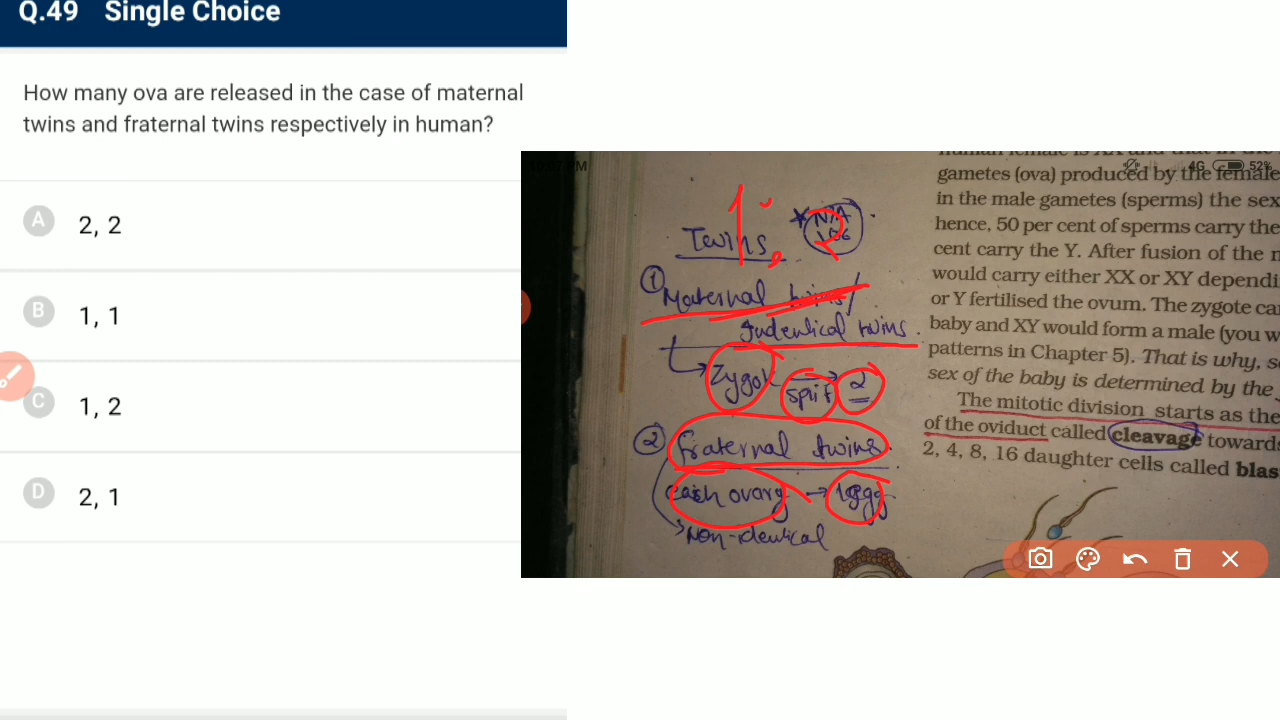 Q.49 Single Choice
How many ova are released in the case of maternal
twins and fraternal twins respectively in human?
A 2, 2
B 1, 1
C 1, 2
D 2, 1
4G 52%
1, 2
Twins
① Maternal twins/
Zygot split 2
② fraternal twins
each ovary → 1 egg
Non-identical
gametes (ova) produced by the female
in the male gametes (sperms) the sex
hence, 50 per cent of sperms carry the
cent carry the Y. After fusion of the
would carry either XX or XY
or Y fertilised the ovum. The zygote
baby and XY would form a male (you
patterns in Chapter 5). That is why,
sex of the baby is determined by the
The mitotic division starts as the
of the oviduct called cleavage
2, 4, 8, 16 daughter cells called